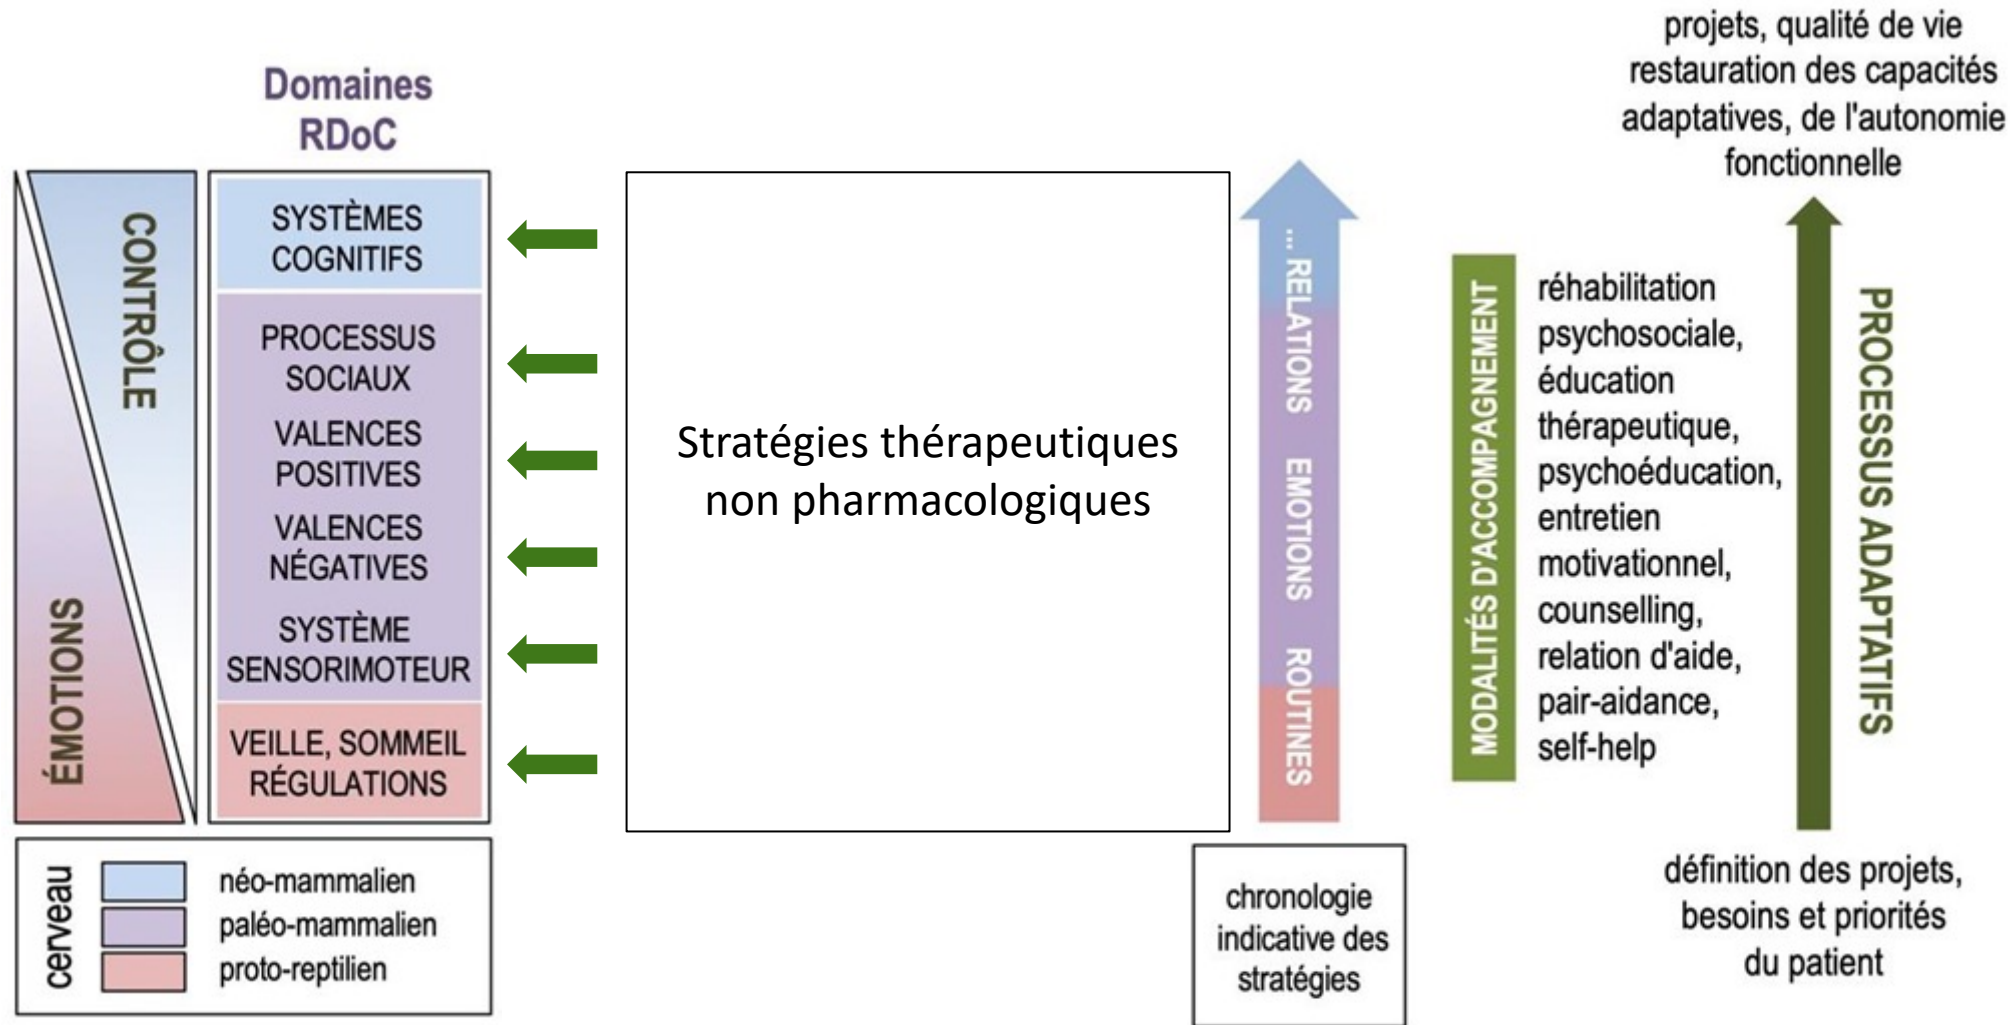 Domaines
RDoC
CONTRÔLE
ÉMOTIONS
SYSTÈMES
COGNITIFS
PROCESSUS
SOCIAUX
VALENCES
POSITIVES
VALENCES
NÉGATIVES
SYSTÈME
SENSORIMOTEUR
VEILLE, SOMMEIL
RÉGULATIONS
cerveau
néo-mammalien
paléo-mammalien
proto-reptilien
Stratégies thérapeutiques
non pharmacologiques
ROUTINES EMOTIONS RELATIONS ...
chronologie
indicative des
stratégies
MODALITÉS D'ACCOMPAGNEMENT
réhabilitation
psychosociale,
éducation
thérapeutique,
psychoéducation,
entretien
motivationnel,
counselling,
relation d'aide,
pair-aidance,
self-help
projets, qualité de vie
restauration des capacités
adaptatives, de l'autonomie
fonctionnelle
PROCESSUS ADAPTATIFS
définition des projets,
besoins et priorités
du patient